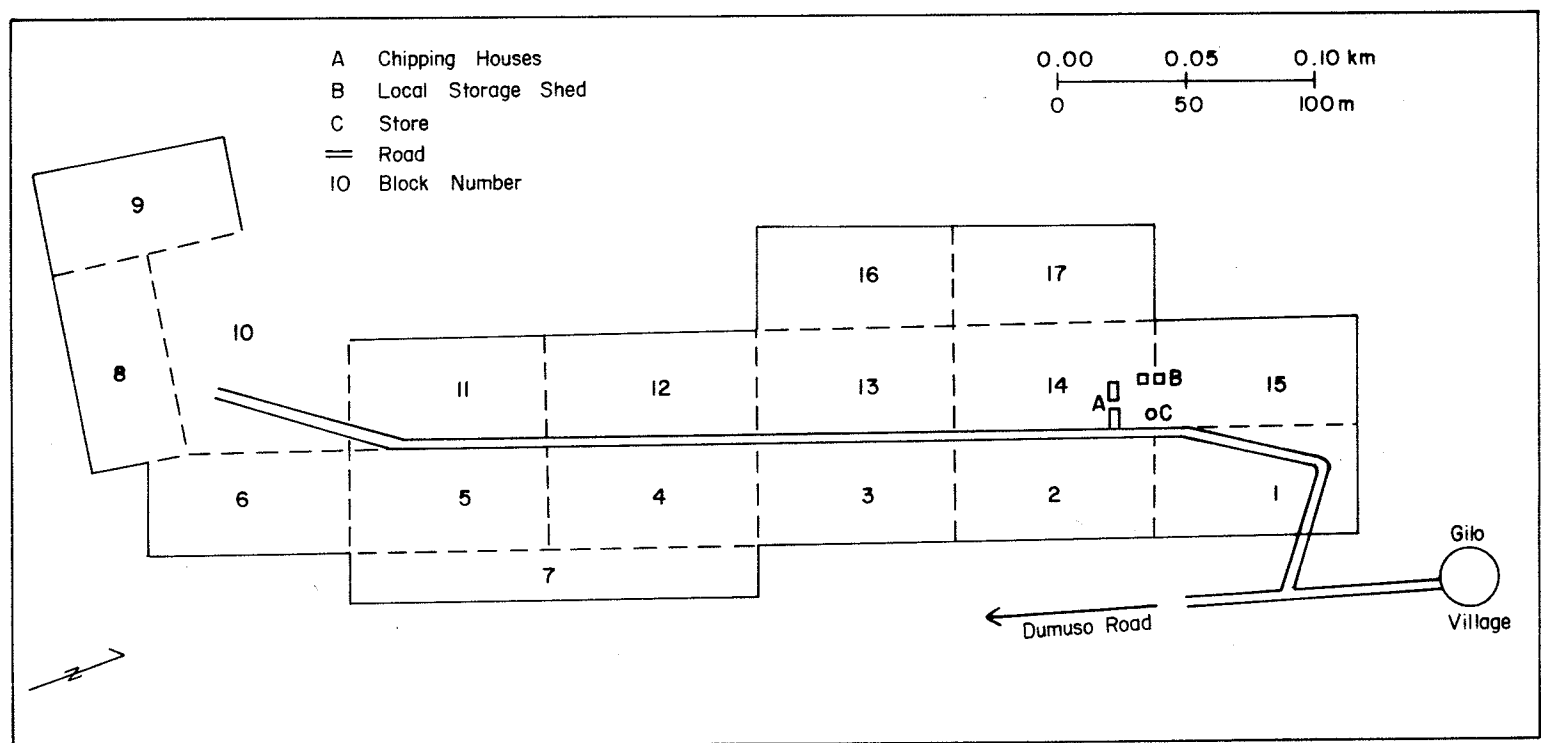 A Chipping Houses
B Local Storage Shed
C Store
Road
10 Block Number
0.00 0.05 0.10 km
0 50 100 m
9
16 17
10
8 11 12 13 14 B 15
A C
6 5 4 3 2 1
7
Gilo
Village
Dumuso Road
N